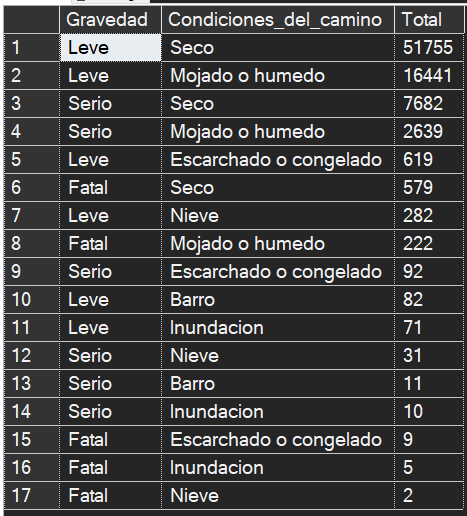 Gravedad Condiciones_del_camino Total
1 Leve Seco 51755
2 Leve Mojado o humedo 16441
3 Serio Seco 7682
4 Serio Mojado o humedo 2639
5 Leve Escarchado o congelado 619
6 Fatal Seco 579
7 Leve Nieve 282
8 Fatal Mojado o humedo 222
9 Serio Escarchado o congelado 92
10 Leve Barro 82
11 Leve Inundacion 71
12 Serio Nieve 31
13 Serio Barro 11
14 Serio Inundacion 10
15 Fatal Escarchado o congelado 9
16 Fatal Inundacion 5
17 Fatal Nieve 2